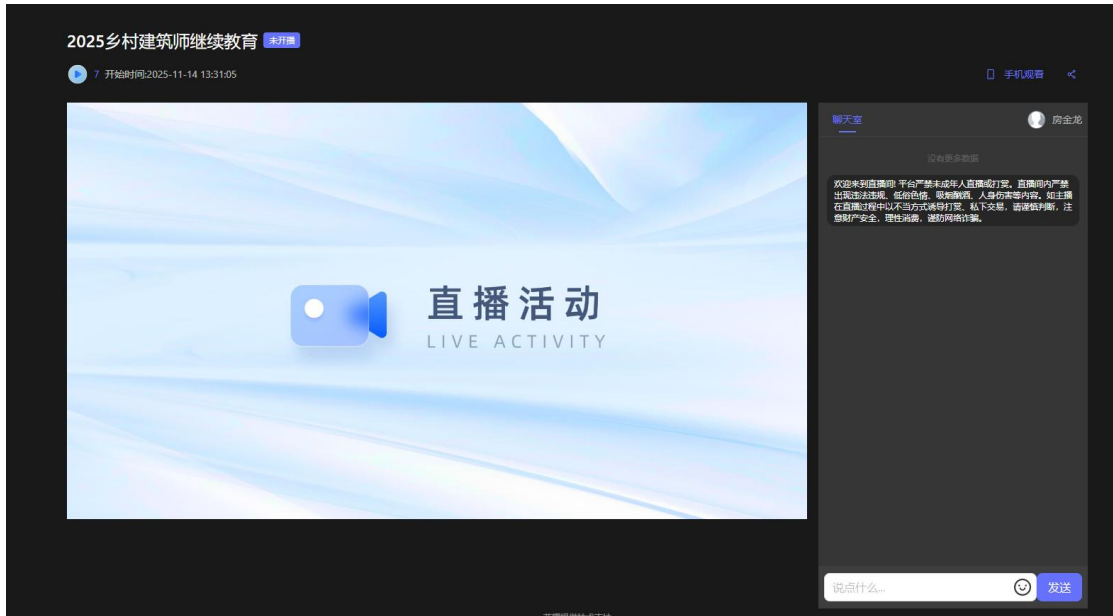 2025乡村建筑师继续教育 未开播
7 开始时间:2025-11-14 13:31:05
手机观看
直播活动
LIVE ACTIVITY
聊天室
房金龙
没有更多数据
欢迎来到直播间! 平台严禁未成年人直播或打赏。直播间内严禁
出现违法违规、低俗色情、吸烟酗酒、人身伤害等内容。如主播
在直播过程中以不当方式诱导打赏、私下交易，请谨慎判断，注
意财产安全，理性消费，谨防网络诈骗。
说点什么...
发送